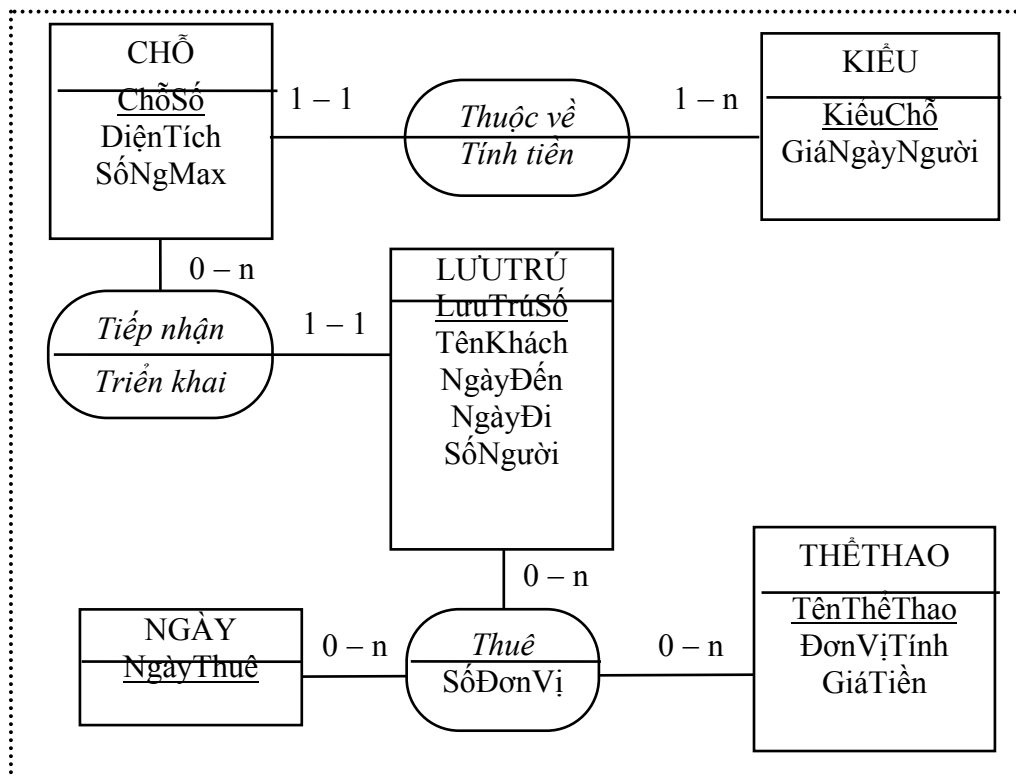 CHỖ
ChỗSố
DiệnTích
SốNgMax
1 – 1
Thuộc về
Tính tiền
1 – n
KIỂU
KiểuChỗ
GiáNgàyNgười
0 – n
Tiếp nhận
Triển khai
1 – 1
LƯUTRÚ
LưuTrúSố
TênKhách
NgàyĐến
NgàyĐi
SốNgười
0 – n
NGÀY
NgàyThuê
0 – n
Thuê
SốĐơnVị
0 – n
THỂTHAO
TênThểThao
ĐơnVịTính
GiáTiền